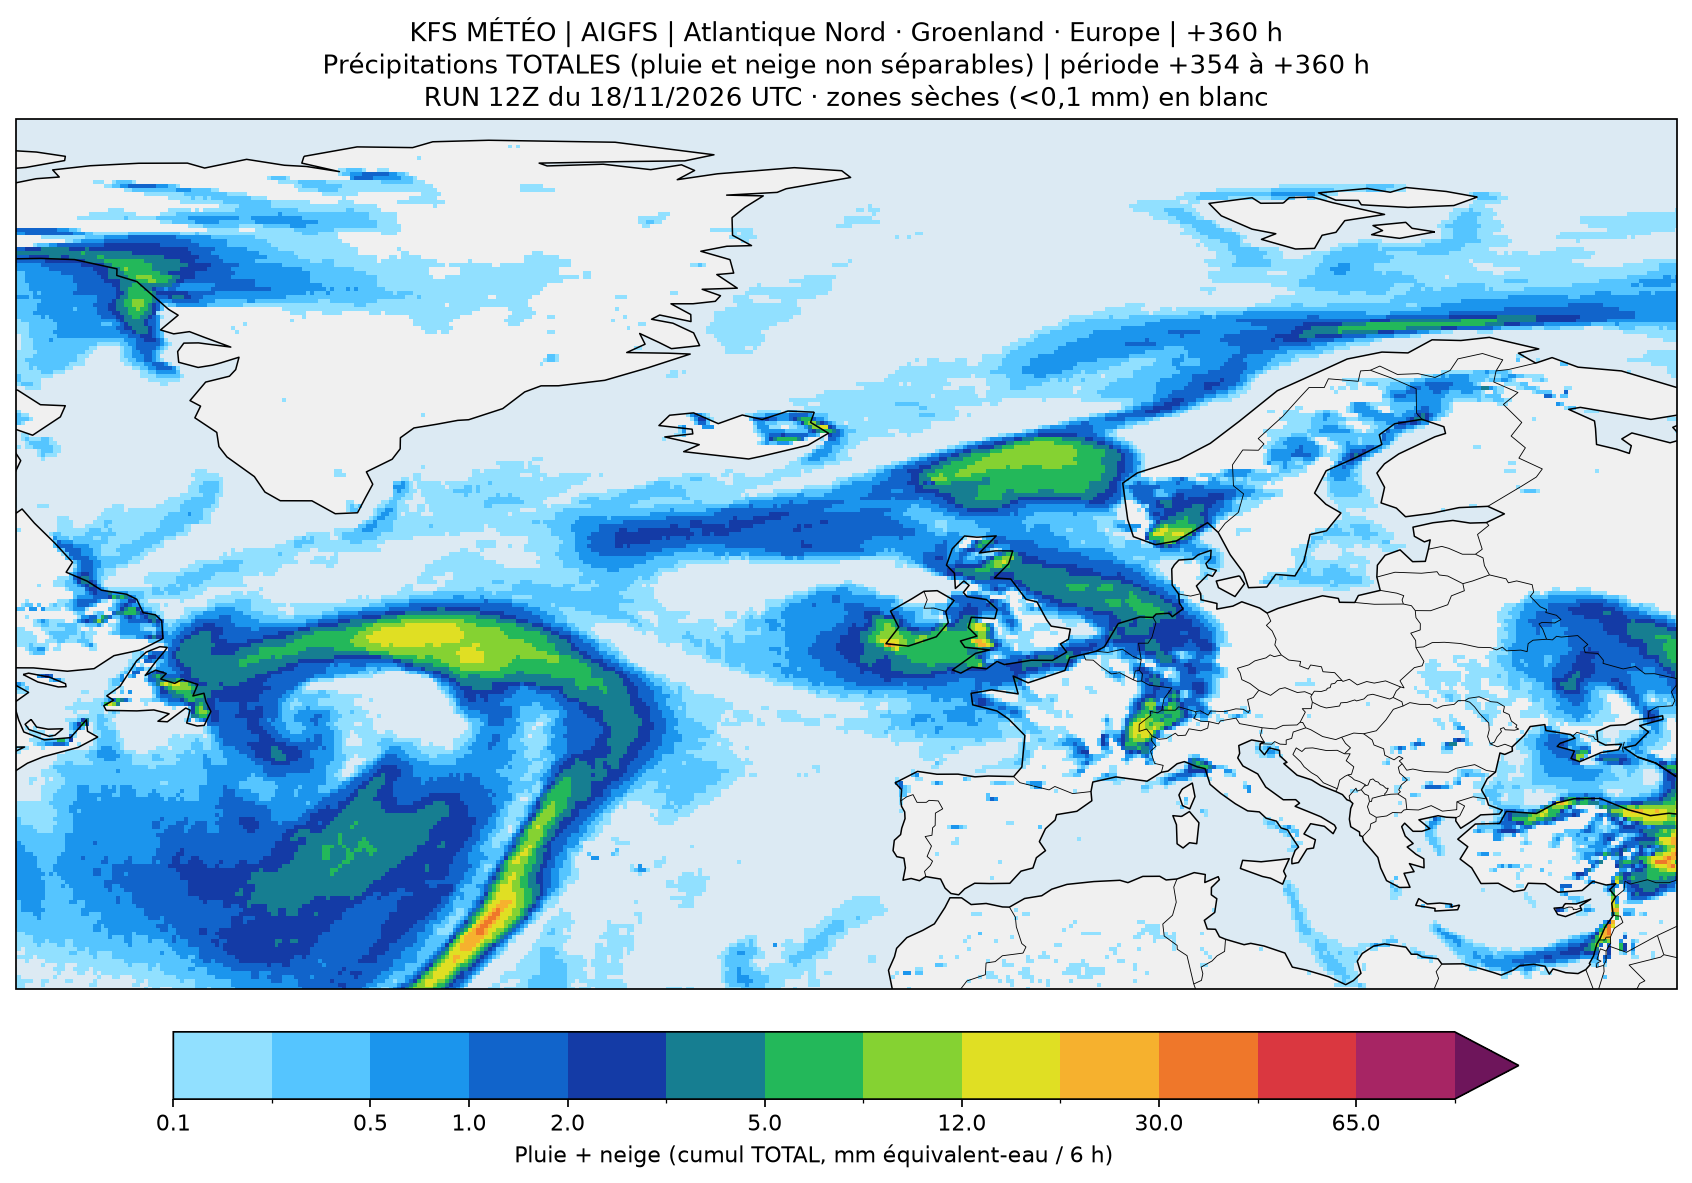 KFS MÉTÉO | AIGFS | Atlantique Nord · Groenland · Europe | +360 h
Précipitations TOTALES (pluie et neige non séparables) | période +354 à +360 h
RUN 12Z du 18/11/2026 UTC · zones sèches (<0,1 mm) en blanc
0.1 0.5 1.0 2.0 5.0 12.0 30.0 65.0
Pluie + neige (cumul TOTAL, mm équivalent-eau / 6 h)